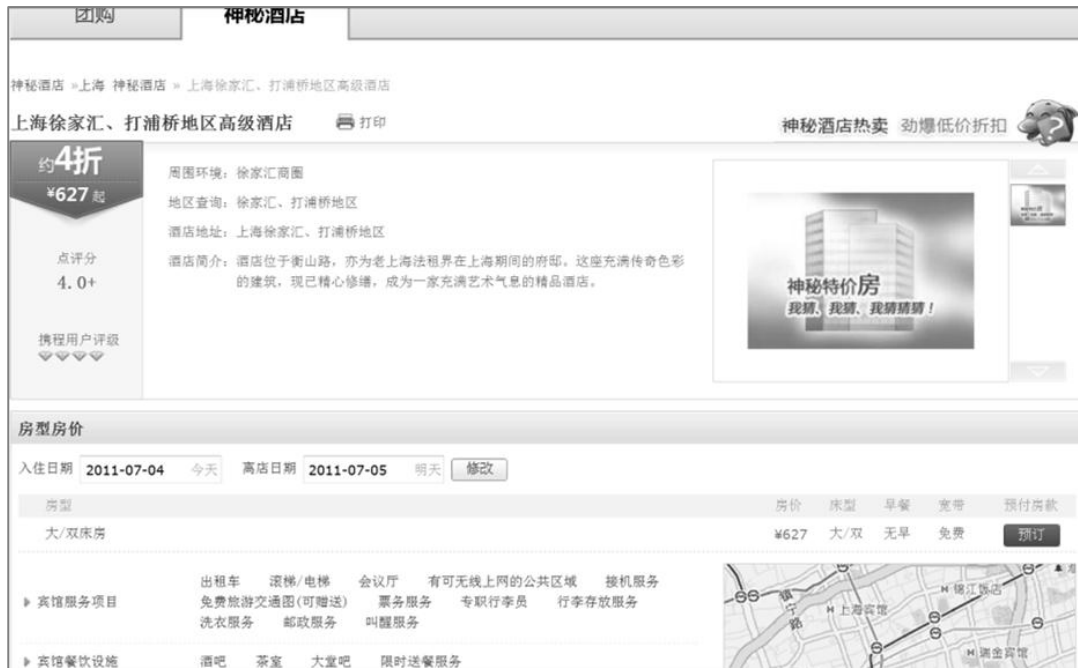 团购 神秘酒店
神秘酒店 »上海 神秘酒店 » 上海徐家汇、打浦桥地区高级酒店
上海徐家汇、打浦桥地区高级酒店 打印
神秘酒店热卖 劲爆低价折扣
约4折
¥627 起
点评分
4.0+
携程用户评级
周围环境：徐家汇商圈
地区查询：徐家汇、打浦桥地区
酒店地址：上海徐家汇、打浦桥地区
酒店简介：酒店位于衡山路，亦为老上海法租界在上海期间的府邸。这座充满传奇色彩
的建筑，现已精心修缮，成为一家充满艺术气息的精品酒店。
神秘特价房
我猜、我猜、我猜猜猜！
房型房价
入住日期 2011-07-04 今天 离店日期 2011-07-05 明天 修改
房型 房价 床型 早餐 宽带 预付房款
大/双床房 ¥627 大/双 无早 免费 预订
宾馆服务项目
出租车 滚梯/电梯 会议厅 有可无线上网的公共区域 接机服务
免费旅游交通图(可赠送) 票务服务 专职行李员 行李存放服务
洗衣服务 邮政服务 叫醒服务
宾馆餐饮设施 酒吧 茶室 大堂吧 限时送餐服务
镇宁路
H 上海宾馆
H 锦江饭店
H 瑞金宾馆